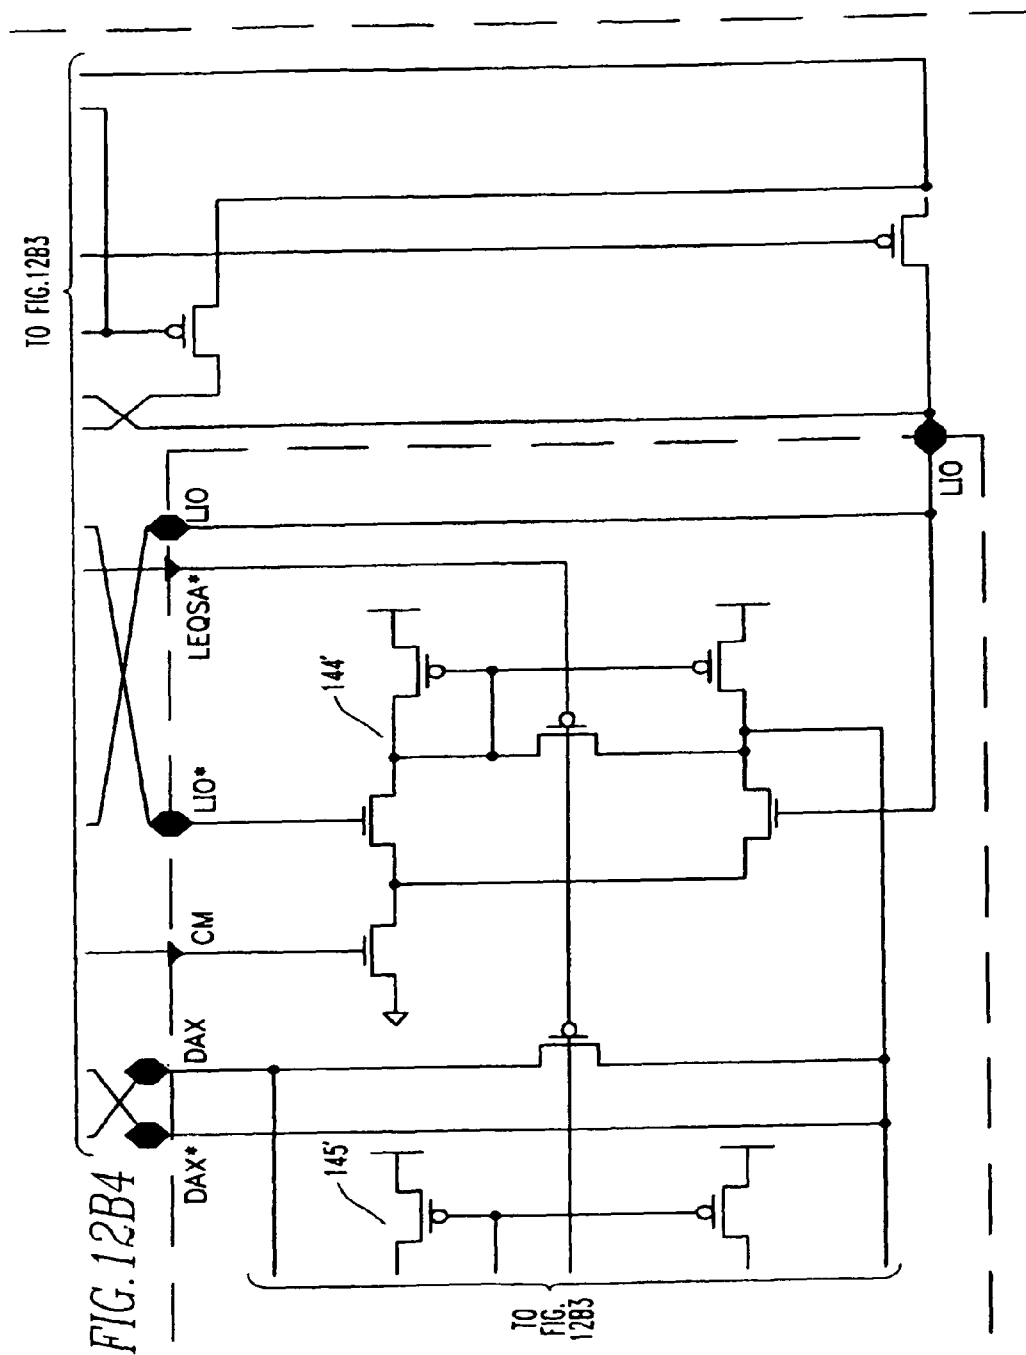 FIG.12B4
TO FIG.12B3
DAX*
DAX
CM
LIO*
LEQSA*
LIO
145'
144'
LIO
TO
FIG.
12B3